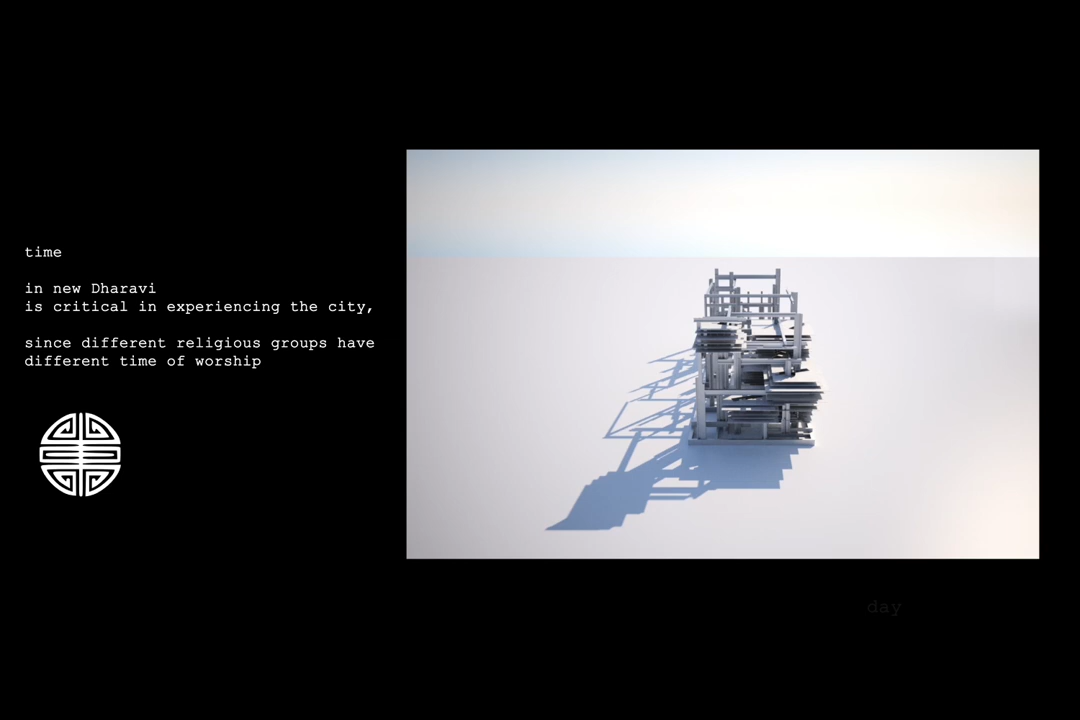 time
in new Dharavi
is critical in experiencing the city,
since different religious groups have
different time of worship
day